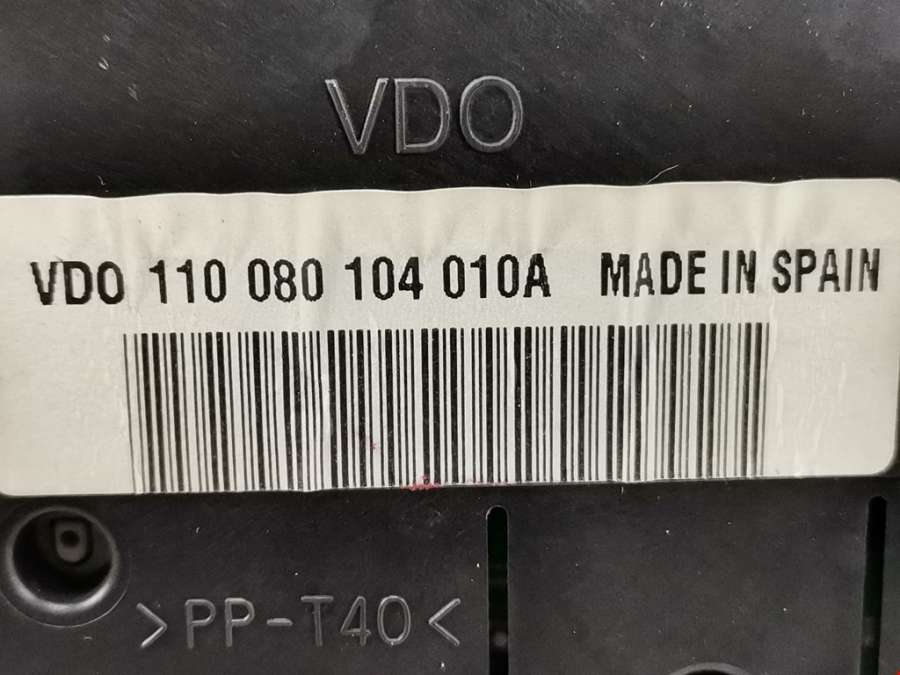 VDO
VDO 110 080 104 010A MADE IN SPAIN
>PP-T40<